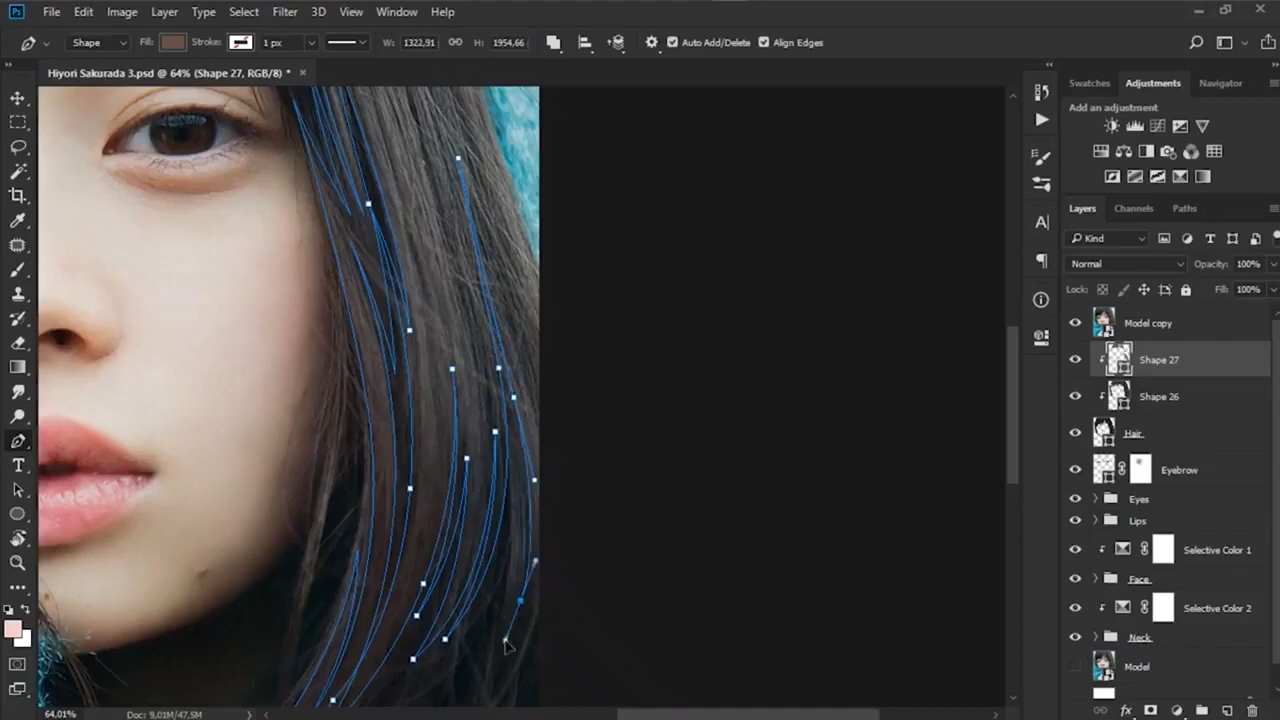 Ps File Edit Image Layer Type Select Filter 3D View Window Help
Shape Fill: Stroke: 1 px W: 1322,91 H: 1954,66 Auto Add/Delete Align Edges
Hiyori Sakurada 3.psd @ 64% (Shape 27, RGB/8) *
Swatches Adjustments Navigator
Add an adjustment
Layers Channels Paths
Kind
Normal Opacity: 100%
Lock: Fill: 100%
Model copy
Shape 27
Shape 26
Hair
Eyebrow
Eyes
Lips
Selective Color 1
Face
Selective Color 2
Neck
Model
64,01% Doc: 9,01M/47,5M